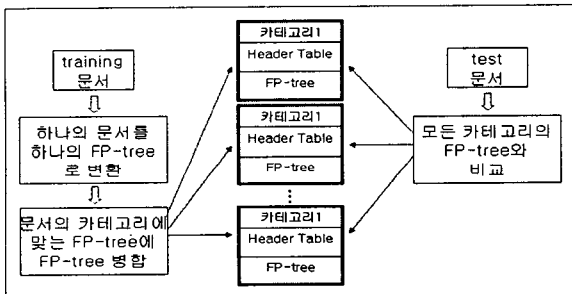 training
문서
하나의 문서를
하나의 FP-tree
로 변환
문서의 카테고리에
맞는 FP-tree에
FP-tree 병합
카테고리1
Header Table
FP-tree
카테고리1
Header Table
FP-tree
카테고리1
Header Table
FP-tree
test
문서
모든 카테고리의
FP-tree와
비교